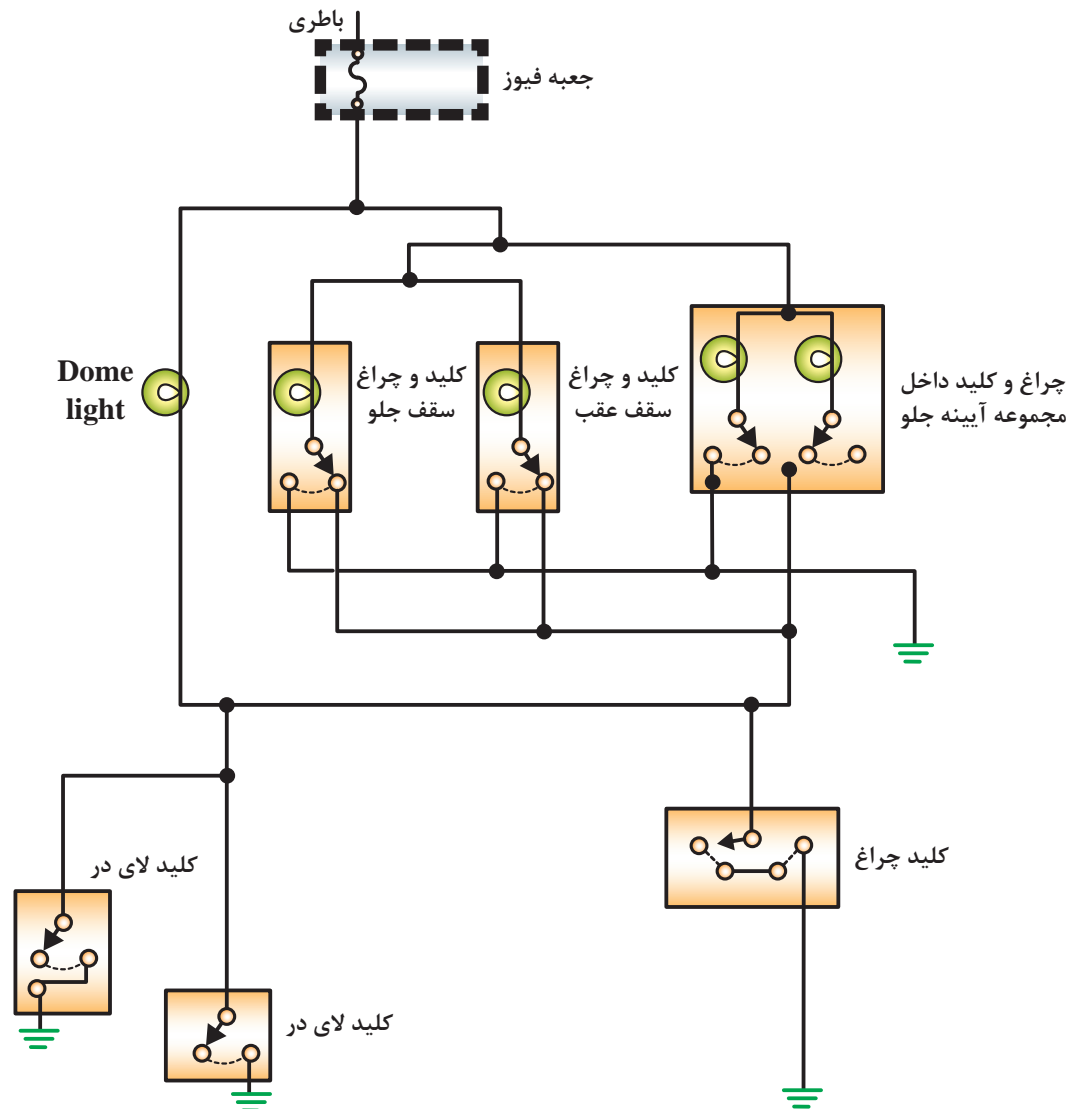 باطری
جعبه فیوز
Dome
light
کلید و چراغ
سقف جلو
کلید و چراغ
سقف عقب
چراغ و کلید داخل
مجموعه آیینه جلو
کلید لای در
کلید چراغ
کلید لای در